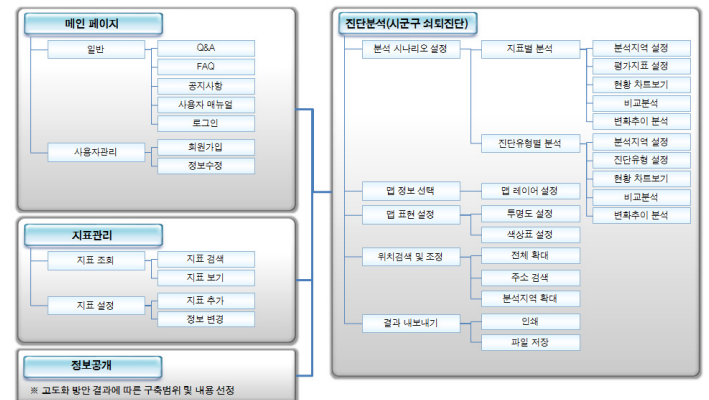 메인 페이지
일반
Q&A
FAQ
공지사항
사용자 매뉴얼
로그인
사용자관리
회원가입
정보수정
지표관리
지표 조회
지표 검색
지표 보기
지표 설정
지표 추가
정보 변경
정보공개
※ 고도화 방안 결과에 따른 구축범위 및 내용 선정
진단분석(시군구 쇠퇴진단)
분석 시나리오 설정
지표별 분석
분석지역 설정
평가지표 설정
현황 차트보기
비교분석
변화추이 분석
진단유형별 분석
분석지역 설정
진단유형 설정
현황 차트보기
비교분석
변화추이 분석
맵 정보 선택
맵 레이어 설정
맵 표현 설정
투명도 설정
색상표 설정
위치검색 및 조정
전체 확대
주소 검색
분석지역 확대
결과 내보내기
인쇄
파일 저장